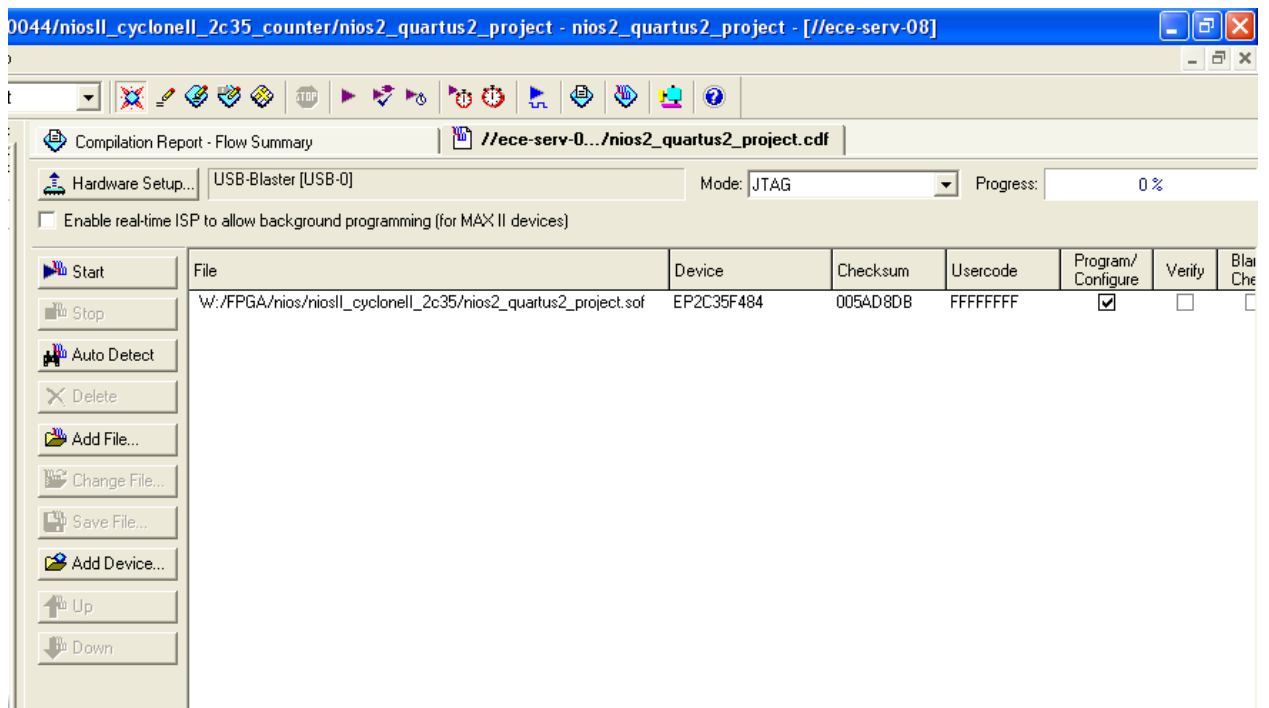 0044/niosII_cycloneII_2c35_counter/nios2_quartus2_project - nios2_quartus2_project - [//ece-serv-08]
STOP
Compilation Report - Flow Summary
//ece-serv-0.../nios2_quartus2_project.cdf
Hardware Setup...
USB-Blaster [USB-0]
Mode: JTAG
Progress: 0 %
Enable real-time ISP to allow background programming (for MAX II devices)
Start
Stop
Auto Detect
Delete
Add File...
Change File...
Save File...
Add Device...
Up
Down
File Device Checksum Usercode Program/ Configure Verify
W:/FPGA/nios/niosII_cycloneII_2c35/nios2_quartus2_project.sof EP2C35F484 005AD8DB FFFFFFFF